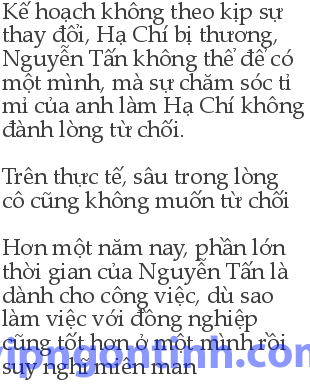 Kế hoạch không theo kịp sự
thay đổi, Hạ Chí bị thương,
Nguyễn Tấn không thể để cô
một mình, mà sự chăm sóc tỉ
mỉ của anh làm Hạ Chí không
đành lòng từ chối.
Trên thực tế, sâu trong lòng
cô cũng không muốn từ chối
Hơn một năm nay, phần lớn
thời gian của Nguyễn Tấn là
dành cho công việc, dù sao
làm việc với đồng nghiệp
cũng tốt hơn ở một mình rồi
suy nghĩ miên man
vipngontinh.com